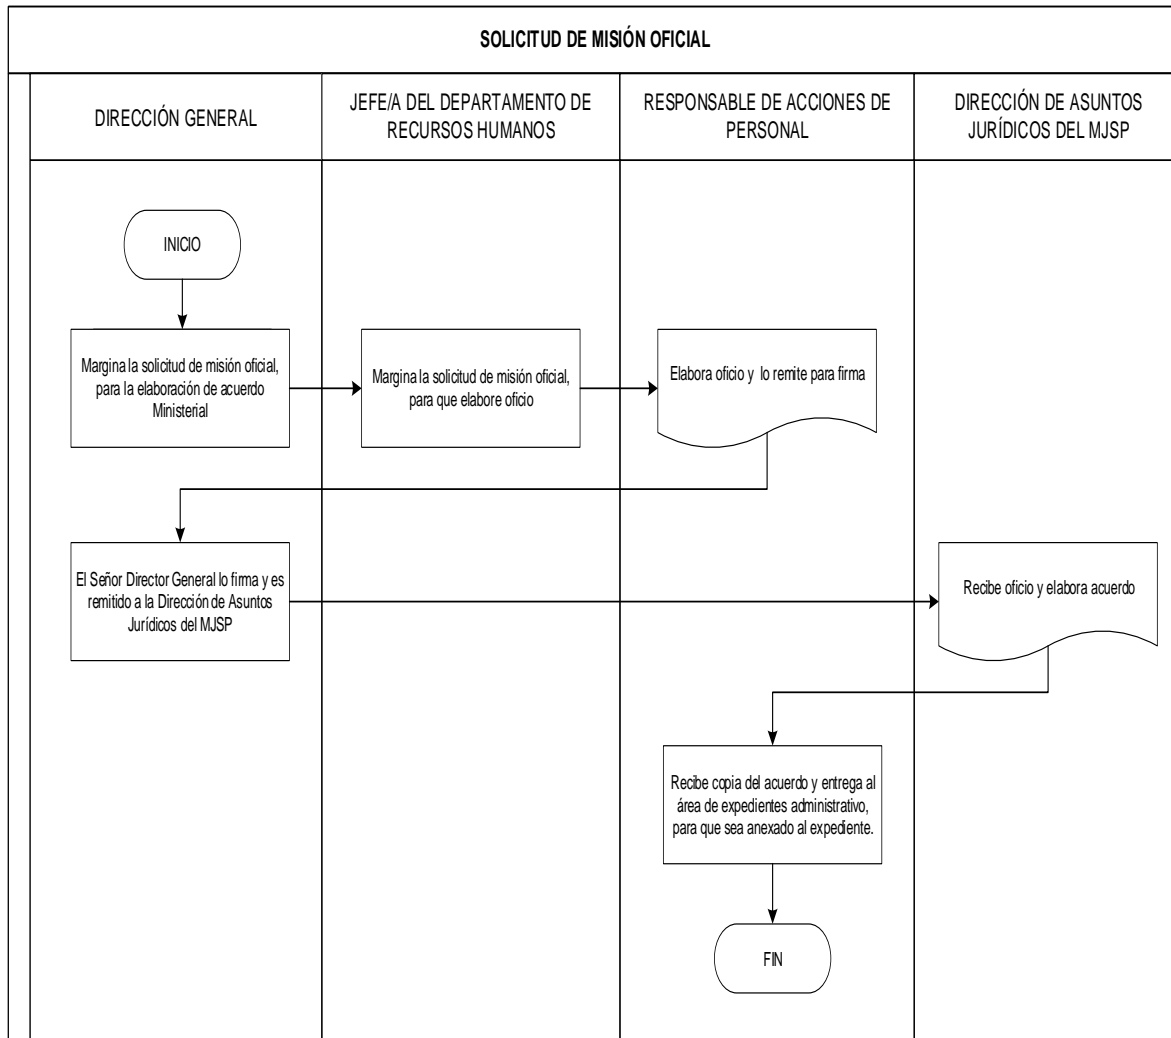 SOLICITUD DE MISIÓN OFICIAL
DIRECCIÓN GENERAL
JEFE/A DEL DEPARTAMENTO DE
RECURSOS HUMANOS
RESPONSABLE DE ACCIONES DE
PERSONAL
DIRECCIÓN DE ASUNTOS
JURÍDICOS DEL MJSP
INICIO
Margina la solicitud de misión oficial,
para la elaboración de acuerdo
Ministerial
Margina la solicitud de misión oficial,
para que elabore oficio
Elabora oficio y lo remite para firma
El Señor Director General lo firma y es
remitido a la Dirección de Asuntos
Jurídicos del MJSP
Recibe oficio y elabora acuerdo
Recibe copia del acuerdo y entrega al
área de expedientes administrativo,
para que sea anexado al expediente.
FIN